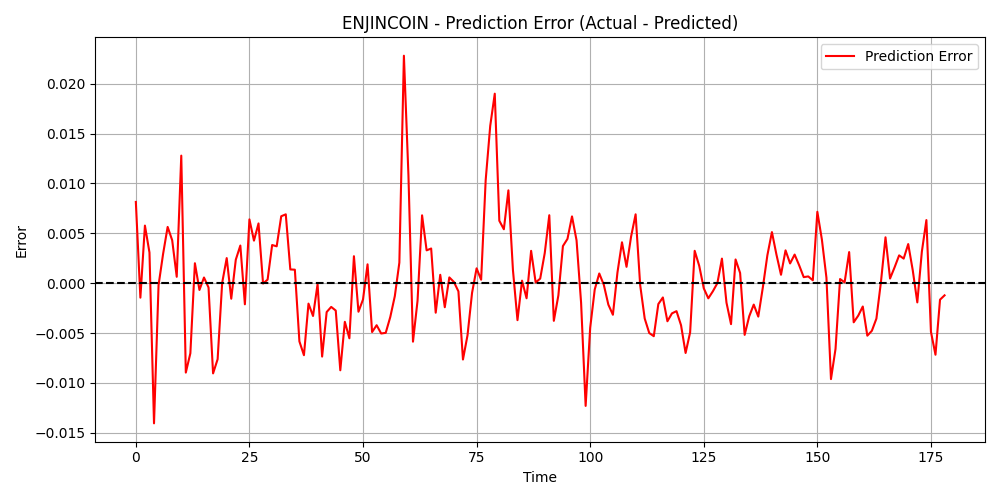 ENJINCOIN - Prediction Error (Actual - Predicted)
Prediction Error
Error
0.020
0.015
0.010
0.005
0.000
−0.005
−0.010
−0.015
0 25 50 75 100 125 150 175
Time